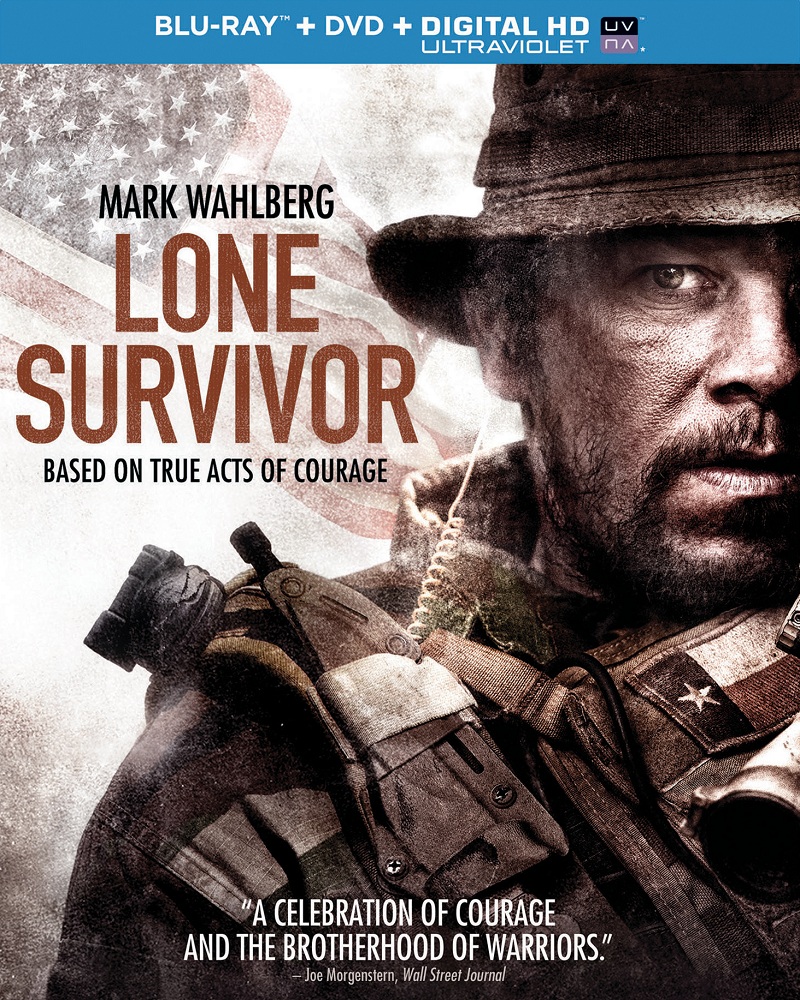 BLU-RAY™ + DVD + DIGITAL HD
ULTRAVIOLET
UV™
*
MARK WAHLBERG
LONE
SURVIVOR
BASED ON TRUE ACTS OF COURAGE
“A CELEBRATION OF COURAGE
AND THE BROTHERHOOD OF WARRIORS.”
– Joe Morgenstern, Wall Street Journal